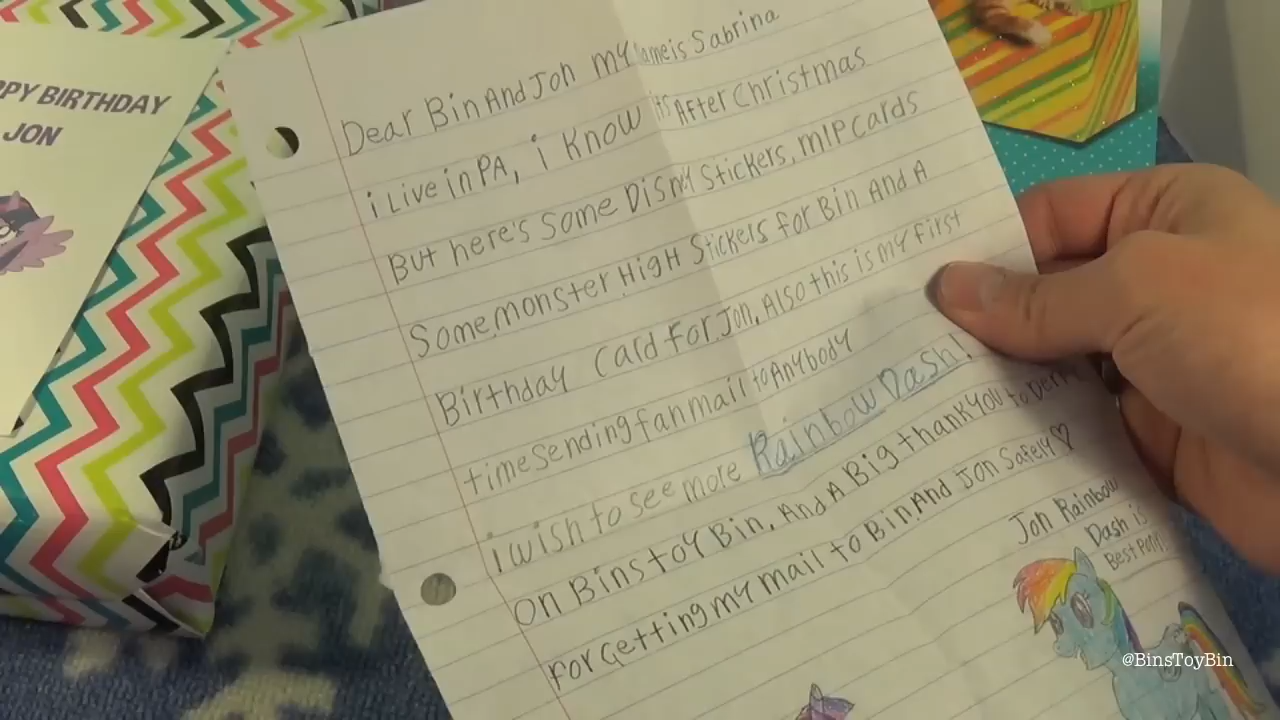 PPY BIRTHDAY
JON
Dear Bin And Jon my name is Sabrina
i Live in PA, i know its After Christmas
But here's Some Disny Stickers, MlP cards
Some monster High Stickers for Bin And A
Birthday Card For Jon, Also this is my first
time sending fanmail to Anybody
I wish to see more Rainbow Dash!
on Bins toy Bin, And A Big thank you to
for getting my mail to Bin And Jon Safely ♡
Jon Rainbow
Dash is
Best Pony!
@BinsToyBin